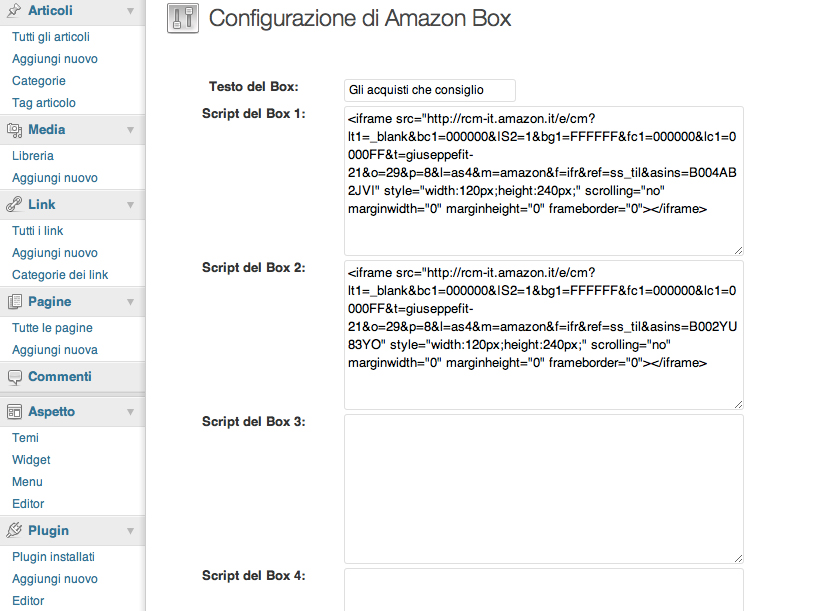 Articoli
Tutti gli articoli
Aggiungi nuovo
Categorie
Tag articolo
Media
Libreria
Aggiungi nuovo
Link
Tutti i link
Aggiungi nuovo
Categorie dei link
Pagine
Tutte le pagine
Aggiungi nuova
Commenti
Aspetto
Temi
Widget
Menu
Editor
Plugin
Plugin installati
Aggiungi nuovo
Editor
Configurazione di Amazon Box
Testo del Box: Gli acquisti che consiglio
Script del Box 1:
<iframe src="http://rcm-it.amazon.it/e/cm?
lt1=_blank&bc1=000000&IS2=1&bg1=FFFFFF&fc1=000000&lc1=0
000FF&t=giuseppefit-
21&o=29&p=8&l=as4&m=amazon&f=ifr&ref=ss_til&asins=B004AB
2JVI" style="width:120px;height:240px;" scrolling="no"
marginwidth="0" marginheight="0" frameborder="0"></iframe>
Script del Box 2:
<iframe src="http://rcm-it.amazon.it/e/cm?
lt1=_blank&bc1=000000&IS2=1&bg1=FFFFFF&fc1=000000&lc1=0
000FF&t=giuseppefit-
21&o=29&p=8&l=as4&m=amazon&f=ifr&ref=ss_til&asins=B002YU
83YO" style="width:120px;height:240px;" scrolling="no"
marginwidth="0" marginheight="0" frameborder="0"></iframe>
Script del Box 3:
Script del Box 4: